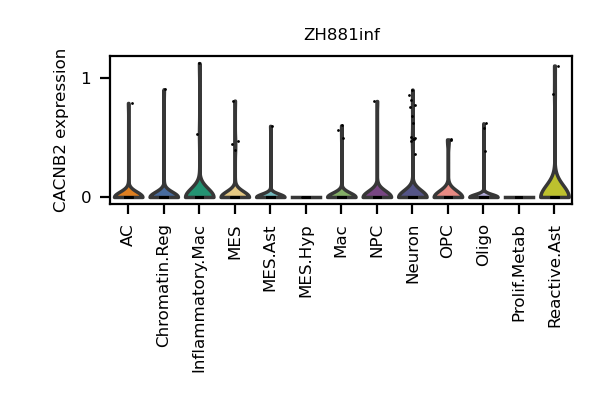 ZH881inf
CACNB2 expression
1
0
AC
Chromatin.Reg
Inflammatory.Mac
MES
MES.Ast
MES.Hyp
Mac
NPC
Neuron
OPC
Oligo
Prolif.Metab
Reactive.Ast